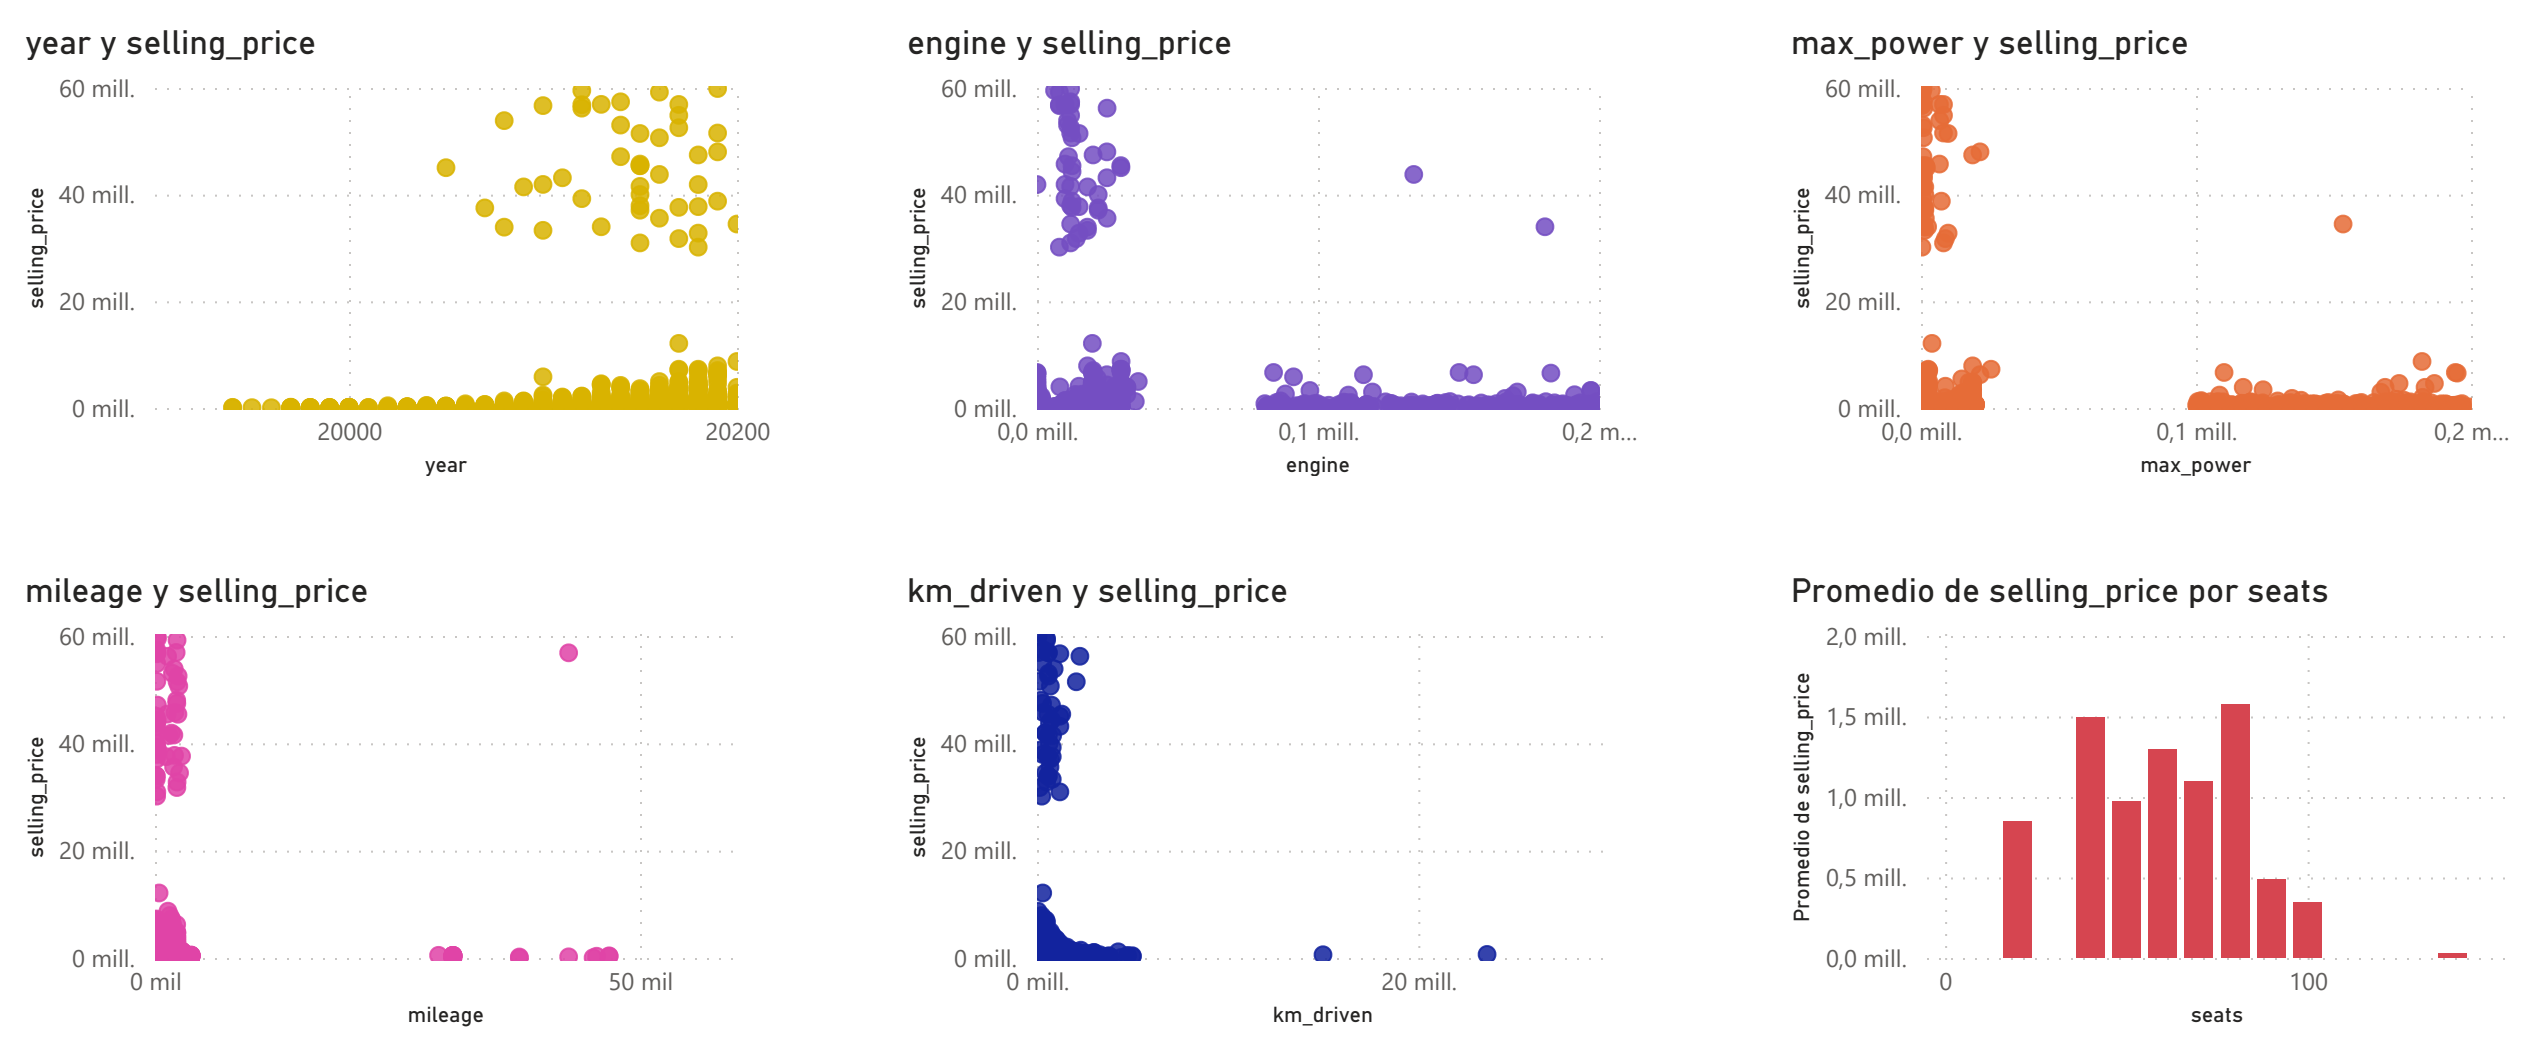 year y selling_price
60 mill.
40 mill.
20 mill.
0 mill.
selling_price
20000
20200
year
engine y selling_price
60 mill.
40 mill.
20 mill.
0 mill.
selling_price
0,0 mill.
0,1 mill.
0,2 m...
engine
max_power y selling_price
60 mill.
40 mill.
20 mill.
0 mill.
selling_price
0,0 mill.
0,1 mill.
0,2 m...
max_power
mileage y selling_price
60 mill.
40 mill.
20 mill.
0 mill.
selling_price
0 mil
50 mil
mileage
km_driven y selling_price
60 mill.
40 mill.
20 mill.
0 mill.
selling_price
0 mill.
20 mill.
km_driven
Promedio de selling_price por seats
2,0 mill.
1,5 mill.
1,0 mill.
0,5 mill.
0,0 mill.
Promedio de selling_price
0
100
seats